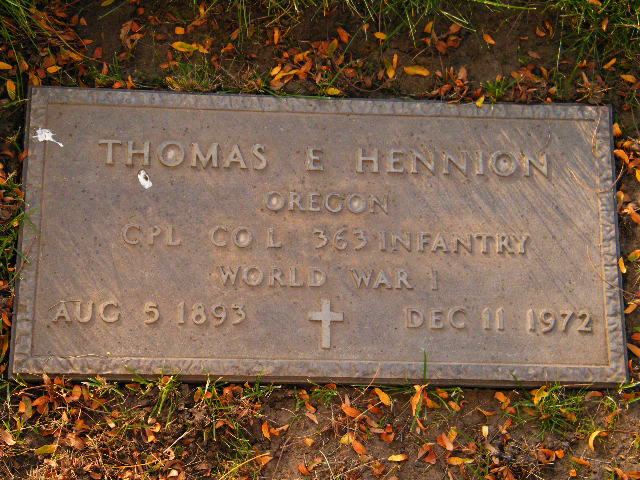 THOMAS E HENNION
OREGON
CPL CO L 363 INFANTRY
WORLD WAR I
AUG 5 1893 DEC 11 1972